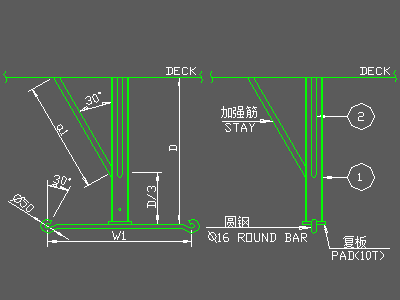 DECK
DECK
30°
加强筋
STAY
2
a1
D
30°
1
D/3
Ø50
圆钢
Ø16 ROUND BAR
W1
复板
PAD(10T)